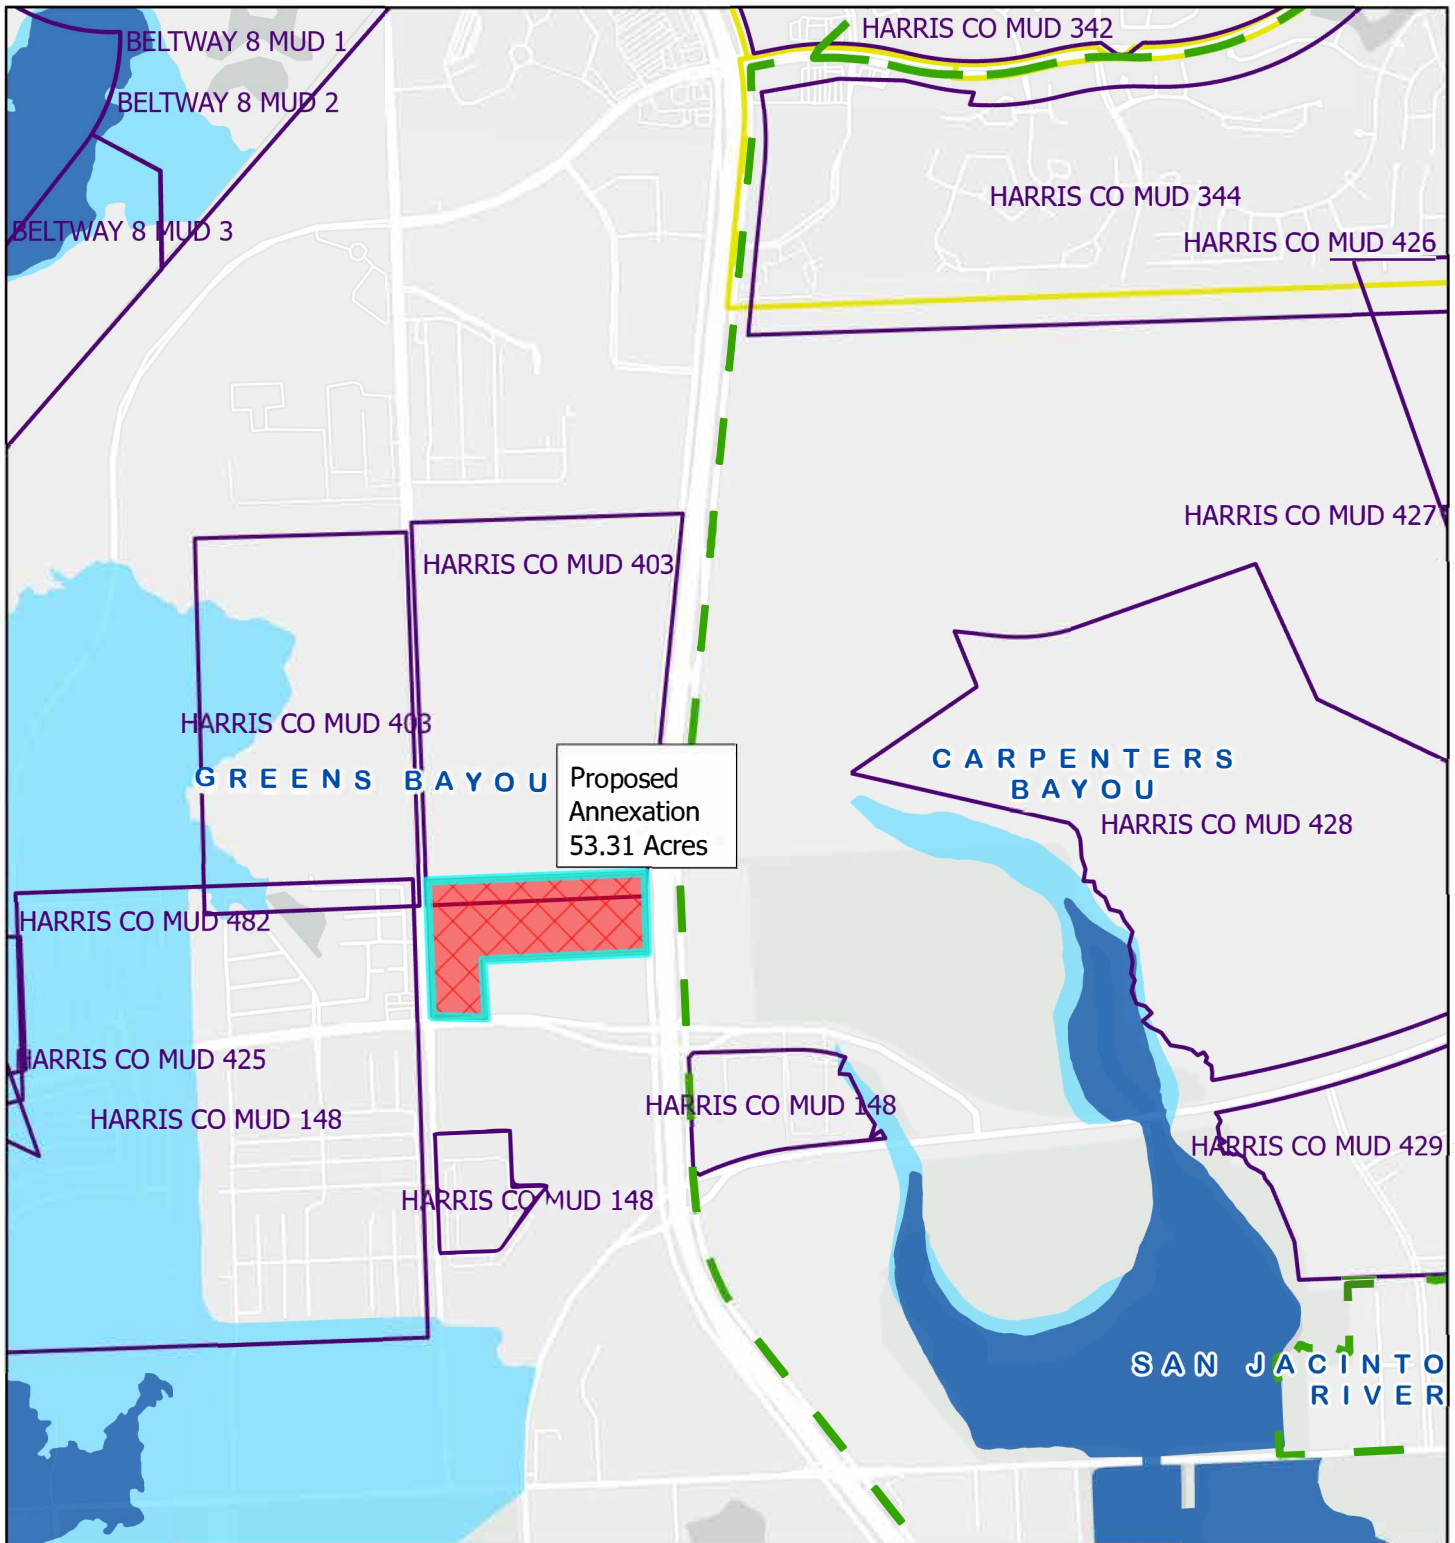 HARRIS CO MUD 342
BELTWAY 8 MUD 1
BELTWAY 8 MUD 2
HARRIS CO MUD 344
BELTWAY 8 MUD 3
HARRIS CO MUD 426
HARRIS CO MUD 427
HARRIS CO MUD 403
HARRIS CO MUD 403
GREENS BAYOU
Proposed
Annexation
53.31 Acres
CARPENTERS
BAYOU
HARRIS CO MUD 428
HARRIS CO MUD 482
HARRIS CO MUD 425
HARRIS CO MUD 148
HARRIS CO MUD 148
HARRIS CO MUD 429
HARRIS CO MUD 148
SAN JACINTO
RIVER